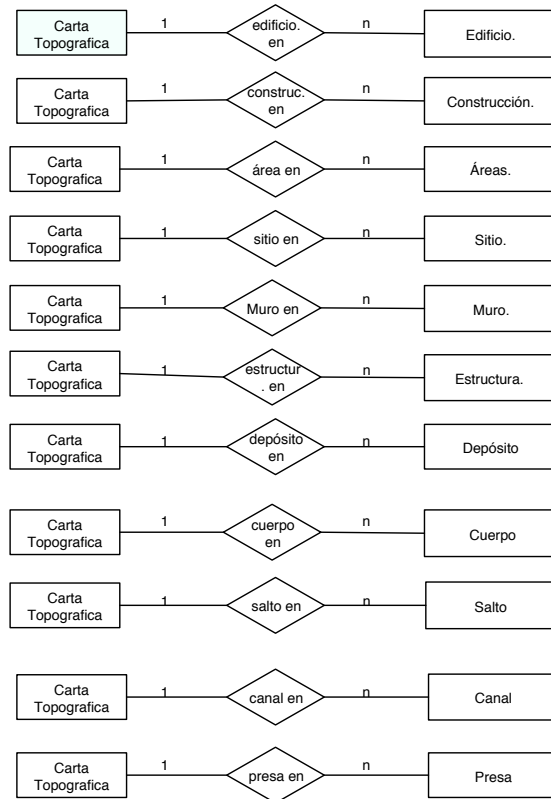 Carta
Topografica
1
edificio.
en
n
Edificio.
Carta
Topografica
1
construc.
en
n
Construcción.
Carta
Topografica
1
área en
n
Áreas.
Carta
Topografica
1
sitio en
n
Sitio.
Carta
Topografica
1
Muro en
n
Muro.
Carta
Topografica
1
estructur
. en
n
Estructura.
Carta
Topografica
1
depósito
en
n
Depósito
Carta
Topografica
1
cuerpo
en
n
Cuerpo
Carta
Topografica
1
salto en
n
Salto
Carta
Topografica
1
canal en
n
Canal
Carta
Topografica
1
presa en
n
Presa